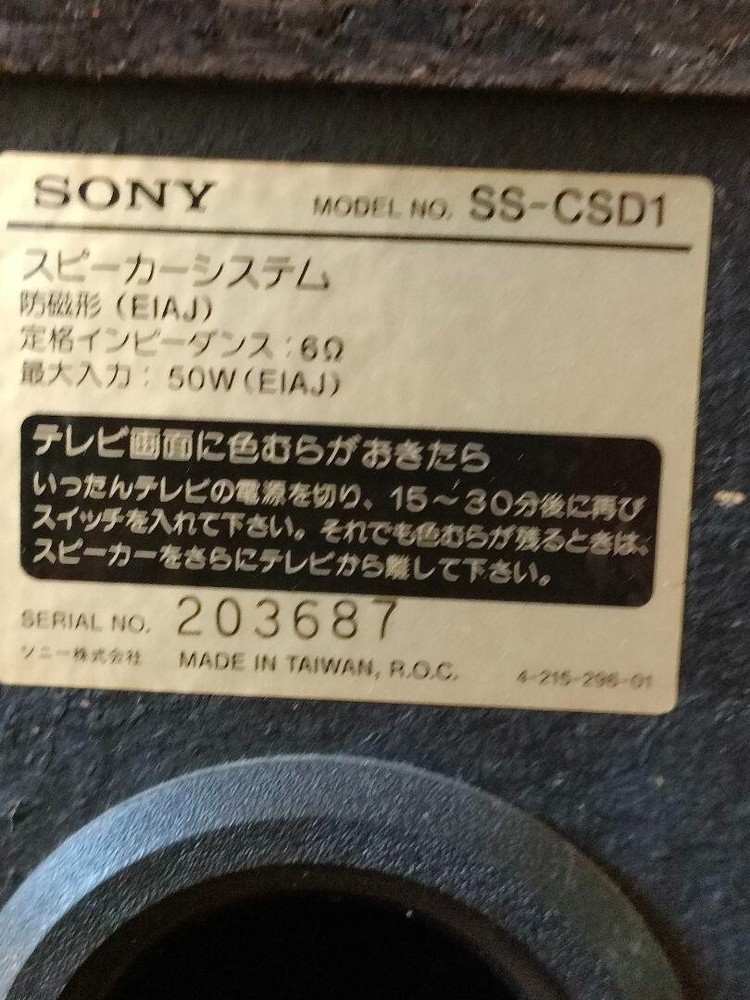 SONY MODEL NO. SS-CSD1
スピーカーシステム
防磁形 (EIAJ)
定格インピーダンス : 6Ω
最大入力 : 50W (EIAJ)
テレビ画面に色むらがおきたら
いったんテレビの電源を切り、15～30分後に再び
スイッチを入れて下さい。それでも色むらが残るときは、
スピーカーをさらにテレビから離して下さい。
SERIAL NO. 203687
ソニー株式会社 MADE IN TAIWAN, R.O.C. 4-215-296-01